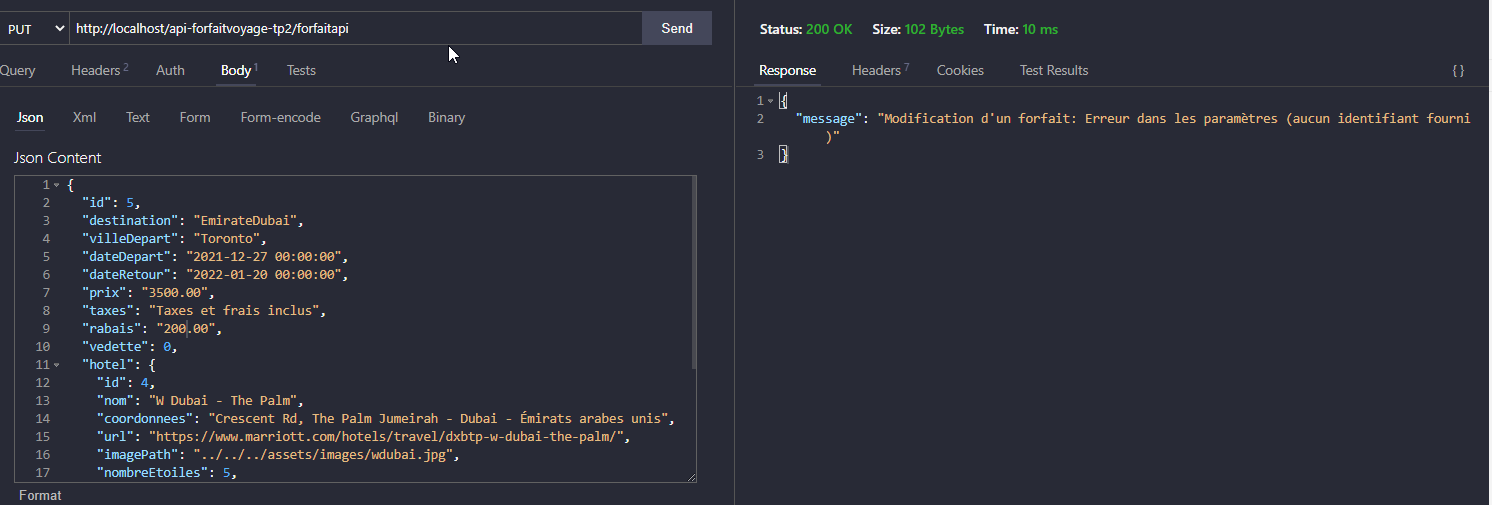 PUT http://localhost/api-forfaitvoyage-tp2/forfaitapi Send
Query Headers 2 Auth Body 1 Tests
Json Xml Text Form Form-encode Graphql Binary
Json Content
1 {
2 "id": 5,
3 "destination": "EmirateDubai",
4 "villeDepart": "Toronto",
5 "dateDepart": "2021-12-27 00:00:00",
6 "dateRetour": "2022-01-20 00:00:00",
7 "prix": "3500.00",
8 "taxes": "Taxes et frais inclus",
9 "rabais": "200.00",
10 "vedette": 0,
11 "hotel": {
12 "id": 4,
13 "nom": "W Dubai - The Palm",
14 "coordonnees": "Crescent Rd, The Palm Jumeirah - Dubai - Émirats arabes unis",
15 "url": "https://www.marriott.com/hotels/travel/dxbtp-w-dubai-the-palm/",
16 "imagePath": "../../../assets/images/wdubai.jpg",
17 "nombreEtoiles": 5,
Format
Status: 200 OK Size: 102 Bytes Time: 10 ms
Response Headers 7 Cookies Test Results { }
1 {
2 "message": "Modification d'un forfait: Erreur dans les paramètres (aucun identifiant fourni
)"
3 }